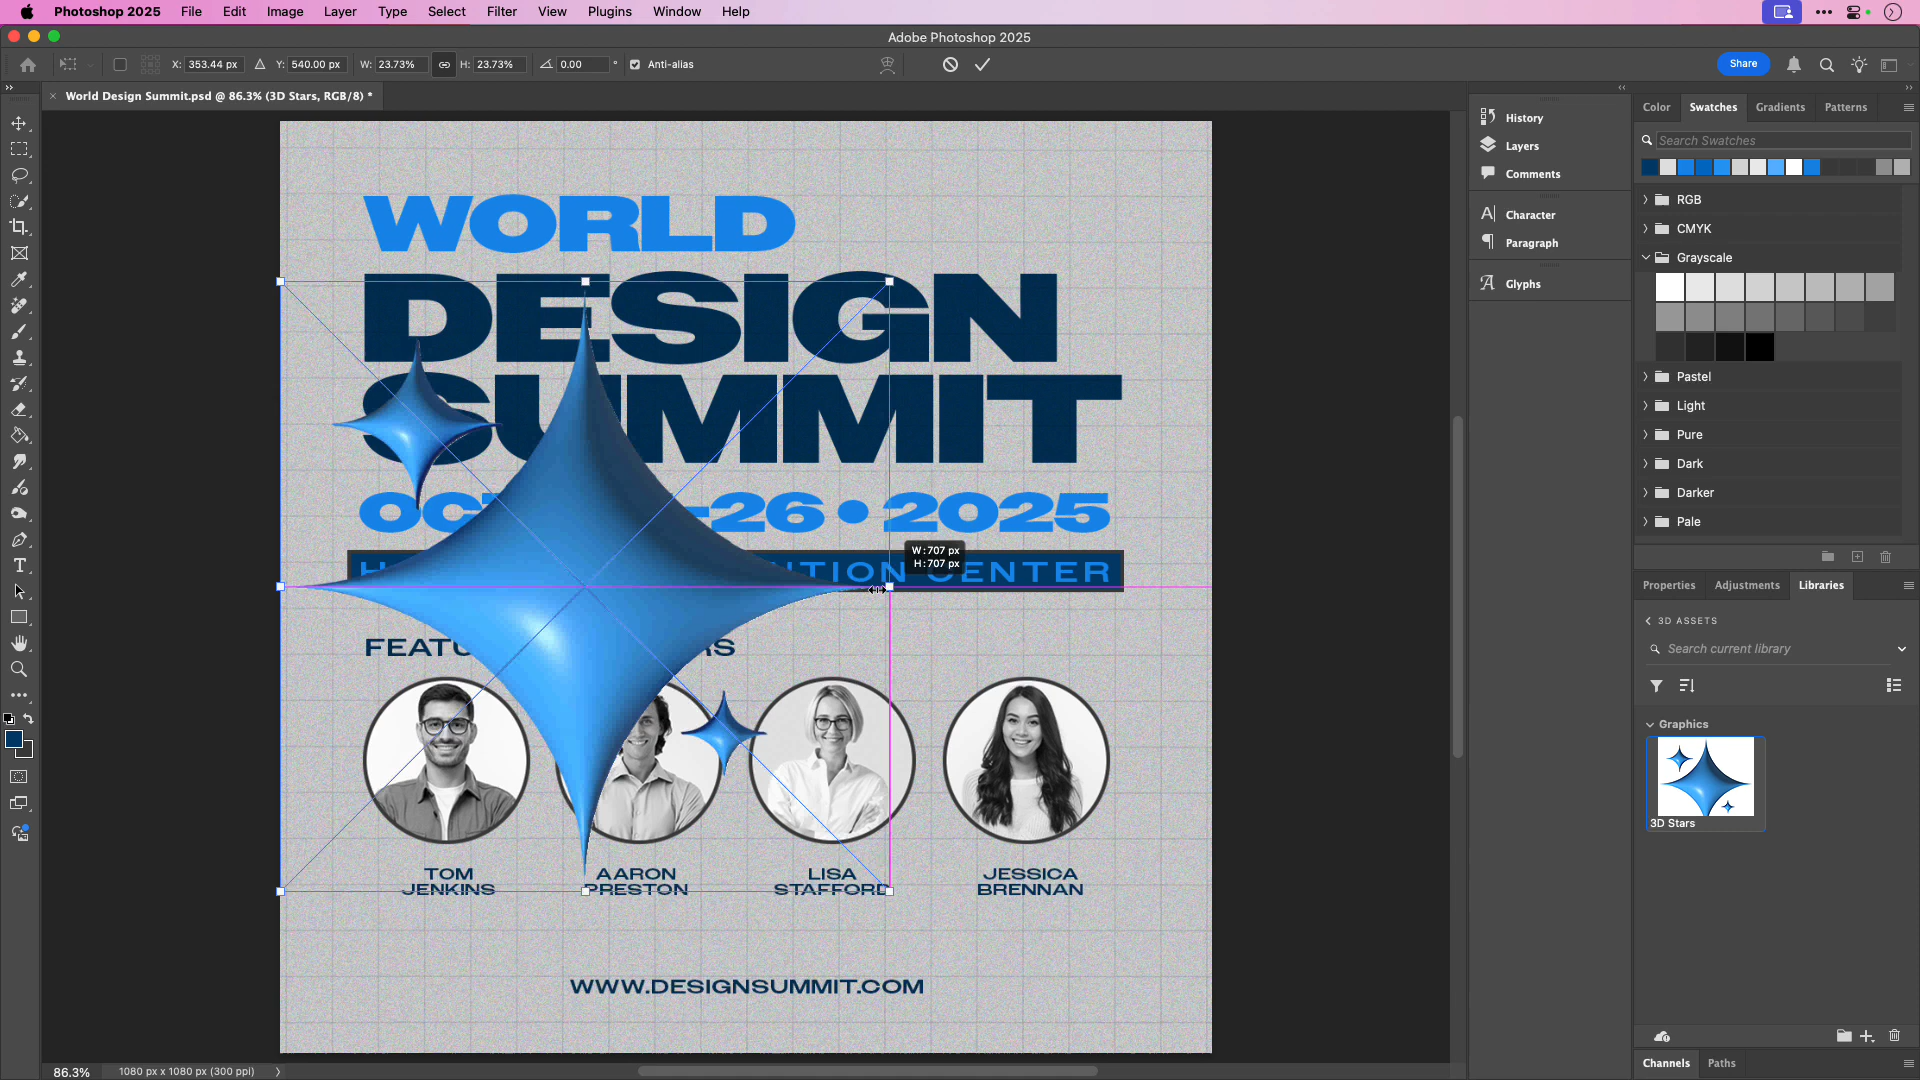 Photoshop 2025 File Edit Image Layer Type Select Filter View Plugins Window Help
Adobe Photoshop 2025
X: 353.44 px Y: 540.00 px W: 23.73% H: 23.73% 0.00 ° Anti-alias Share
World Design Summit.psd @ 86.3% (3D Stars, RGB/8) *
WORLD
DESIGN
SUMMIT
-26 • 2025
W: 707 px
H: 707 px
CENTER
TOM
JENKINS
AARON
PRESTON
LISA
STAFFORD
JESSICA
BRENNAN
WWW.DESIGNSUMMIT.COM
86.3% 1080 px x 1080 px (300 ppi)
History
Layers
Comments
Character
Paragraph
Glyphs
Color Swatches Gradients Patterns
Search Swatches
RGB
CMYK
Grayscale
Pastel
Light
Pure
Dark
Darker
Pale
Properties Adjustments Libraries
3D ASSETS
Search current library
Graphics
3D Stars
Channels Paths